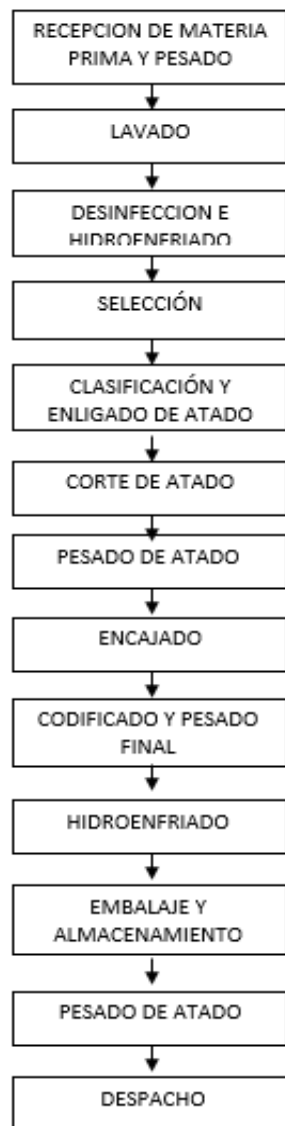 RECEPCION DE MATERIA
PRIMA Y PESADO
LAVADO
DESINFECCION E
HIDROENFRIADO
SELECCIÓN
CLASIFICACIÓN Y
ENLIGADO DE ATADO
CORTE DE ATADO
PESADO DE ATADO
ENCAJADO
CODIFICADO Y PESADO
FINAL
HIDROENFRIADO
EMBALAJE Y
ALMACENAMIENTO
PESADO DE ATADO
DESPACHO